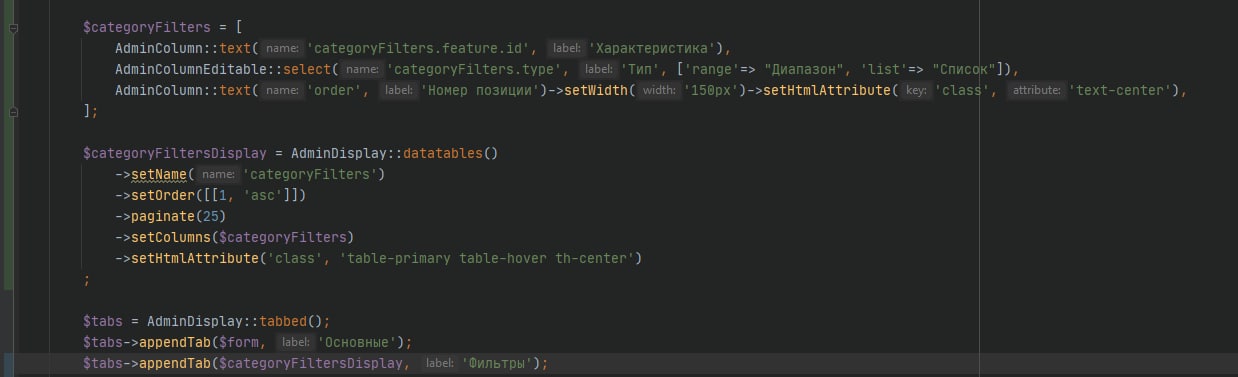 $categoryFilters = [
AdminColumn::text( name: 'categoryFilters.feature.id', label: 'Характеристика'),
AdminColumnEditable::select( name: 'categoryFilters.type', label: 'Тип', ['range'=> "Диапазон", 'list'=> "Список"]),
AdminColumn::text( name: 'order', label: 'Номер позиции')->setWidth( width: '150px')->setHtmlAttribute( key: 'class', attribute: 'text-center'),
];
$categoryFiltersDisplay = AdminDisplay::datatables()
->setName( name: 'categoryFilters')
->setOrder([[1, 'asc']])
->paginate(25)
->setColumns($categoryFilters)
->setHtmlAttribute('class', 'table-primary table-hover th-center')
;
$tabs = AdminDisplay::tabbed();
$tabs->appendTab($form, label: 'Основные');
$tabs->appendTab($categoryFiltersDisplay, label: 'Фильтры');